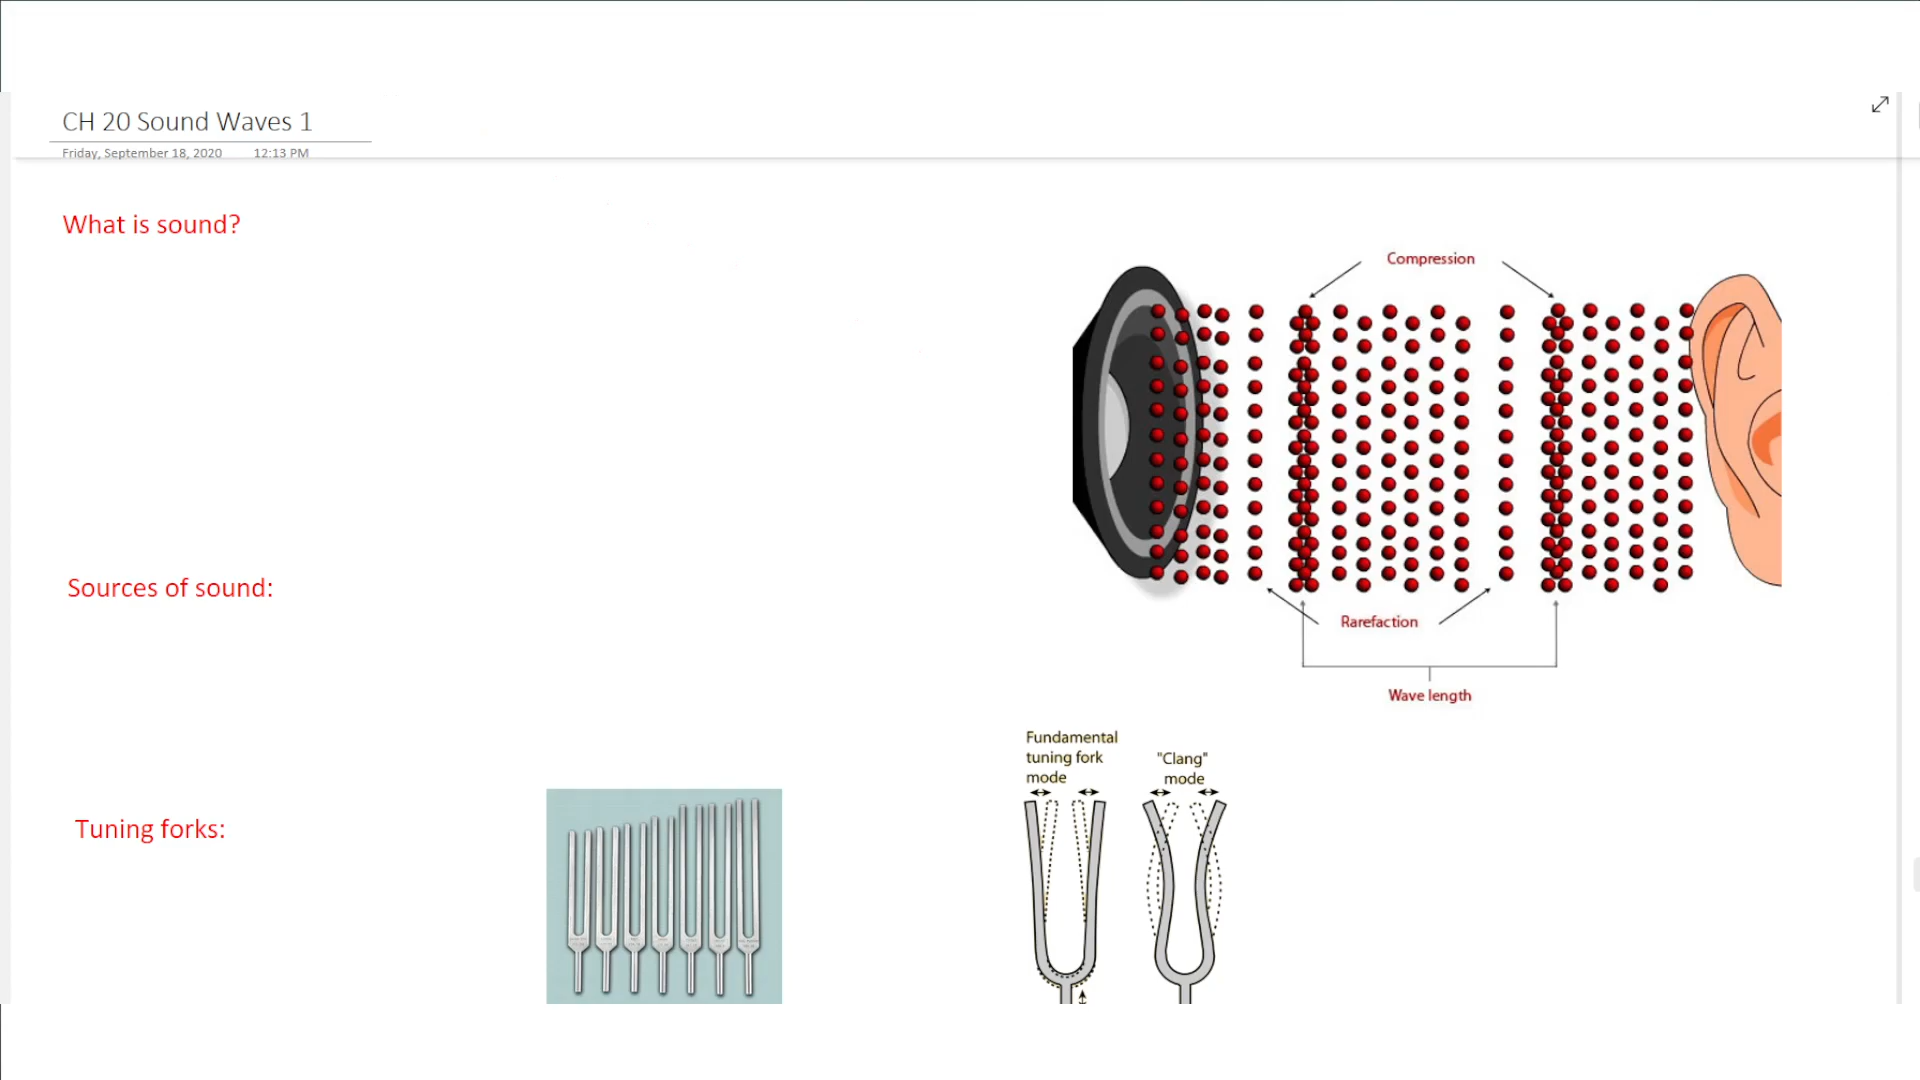 CH 20 Sound Waves 1
Friday, September 18, 2020 12:13 PM
What is sound?
Compression
Sources of sound:
Rarefaction
Wave length
Fundamental
tuning fork
mode
"Clang"
mode
Tuning forks: